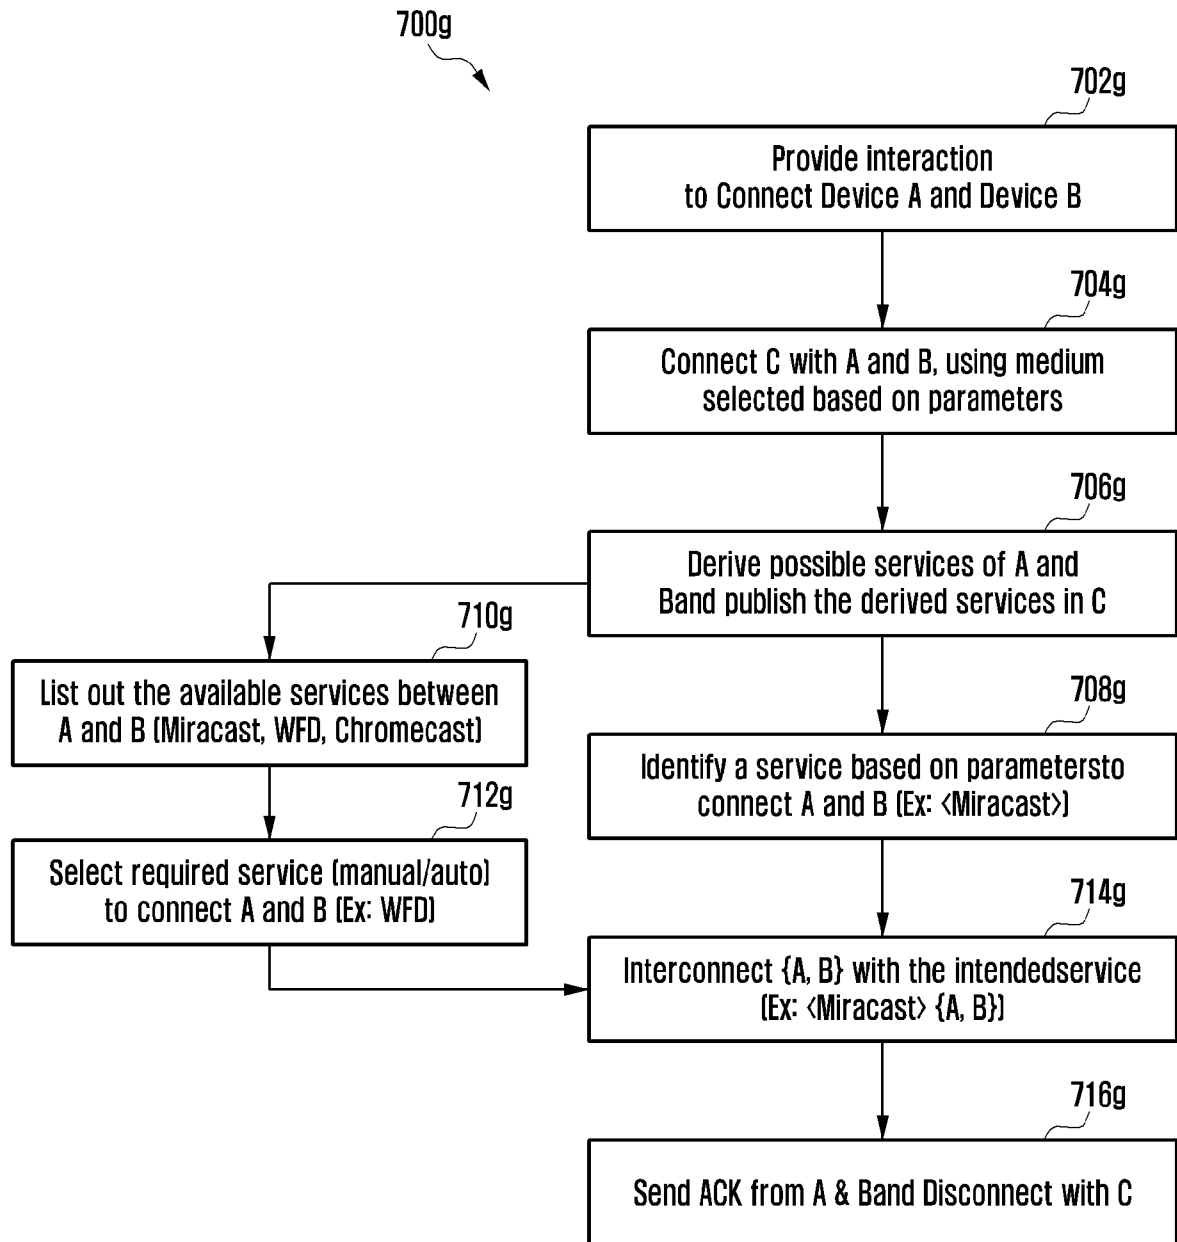 700g
702g
Provide interaction
to Connect Device A and Device B
704g
Connect C with A and B, using medium
selected based on parameters
706g
Derive possible services of A and
Band publish the derived services in C
710g
List out the available services between
A and B (Miracast, WFD, Chromecast)
708g
Identify a service based on parametersto
connect A and B (Ex: <Miracast>)
712g
Select required service (manual/auto)
to connect A and B (Ex: WFD)
714g
Interconnect {A, B} with the intendedservice
(Ex: <Miracast> {A, B})
716g
Send ACK from A & Band Disconnect with C